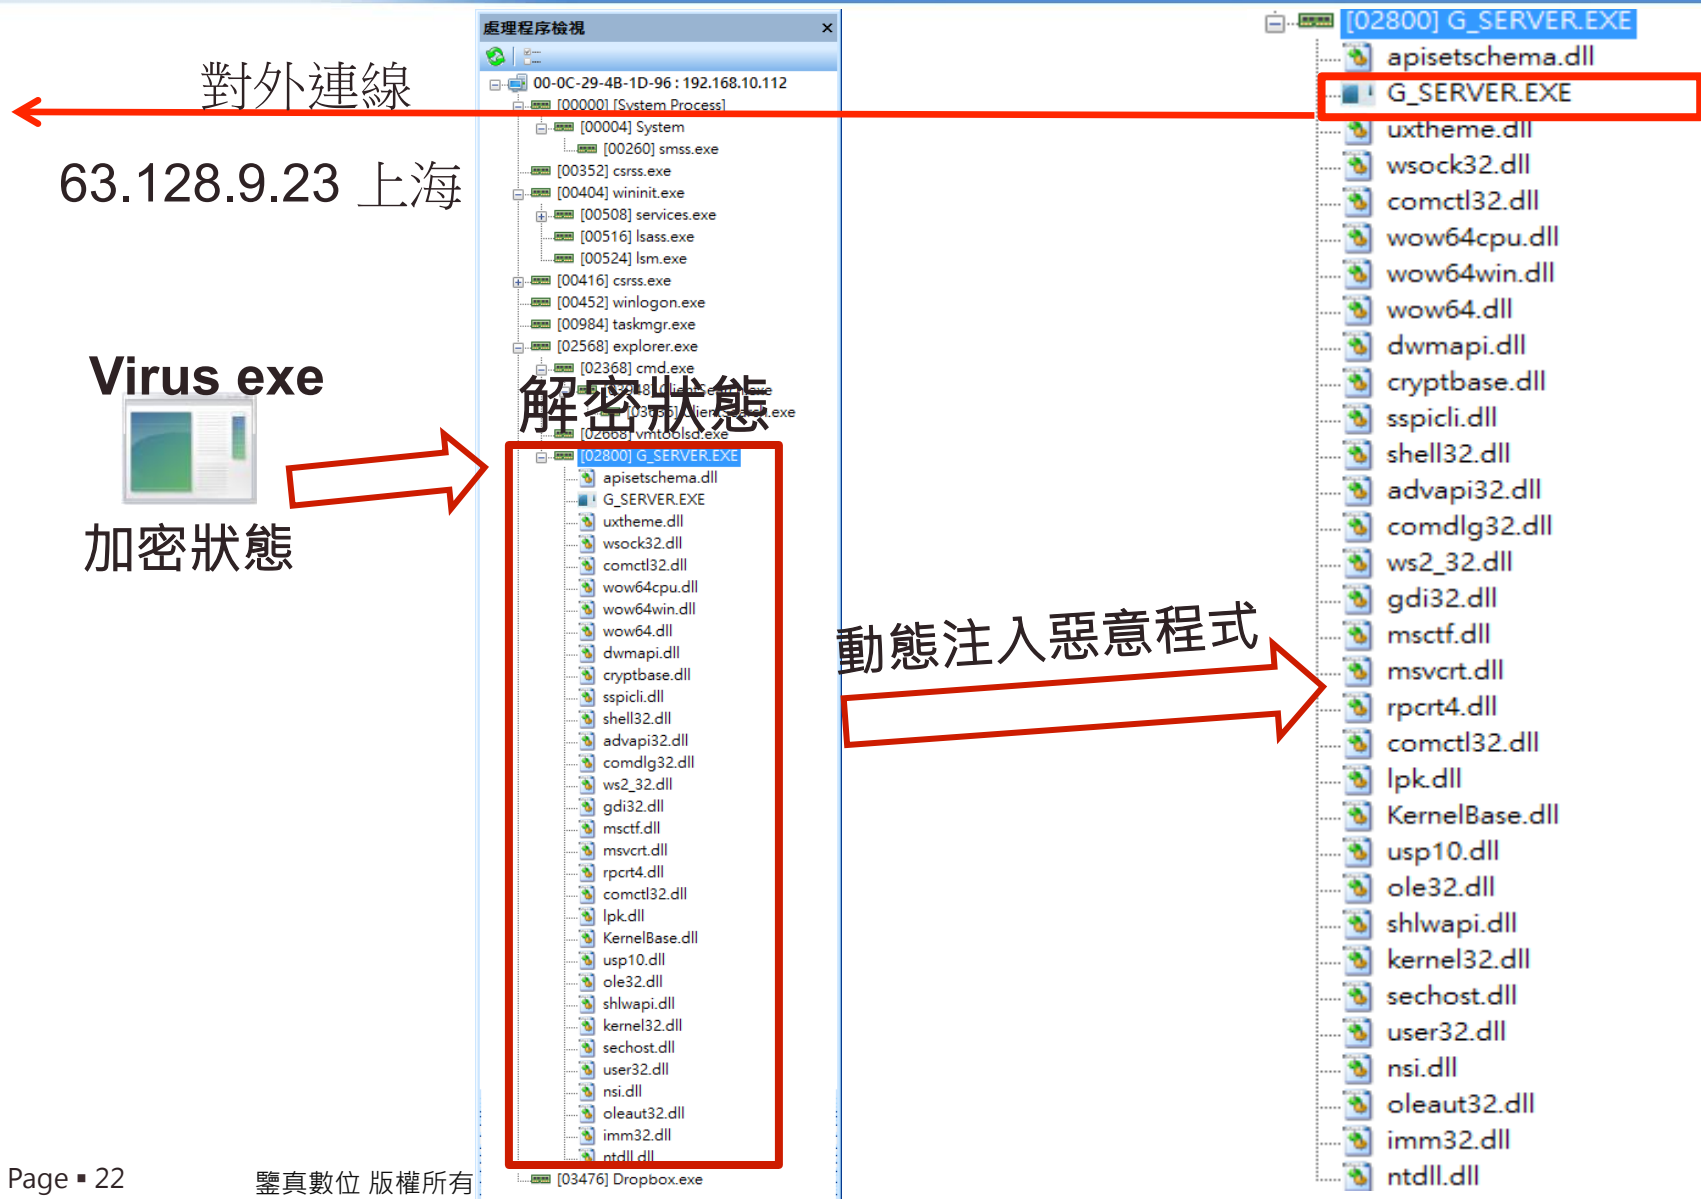 對外連線
63.128.9.23 上海
Virus exe
加密狀態
處理程序檢視
00-0C-29-4B-1D-96 : 192.168.10.112
[00000] [System Process]
[00004] System
[00260] smss.exe
[00352] csrss.exe
[00404] wininit.exe
[00508] services.exe
[00516] lsass.exe
[00524] lsm.exe
[00416] csrss.exe
[00452] winlogon.exe
[00984] taskmgr.exe
[02568] explorer.exe
[02368] cmd.exe
解密狀態
[02668] vmtoolsd.exe
[02800] G_SERVER.EXE
apisetschema.dll
G_SERVER.EXE
uxtheme.dll
wsock32.dll
comctl32.dll
wow64cpu.dll
wow64win.dll
wow64.dll
dwmapi.dll
cryptbase.dll
sspicli.dll
shell32.dll
advapi32.dll
comdlg32.dll
ws2_32.dll
gdi32.dll
msctf.dll
msvcrt.dll
rpcrt4.dll
comctl32.dll
lpk.dll
KernelBase.dll
usp10.dll
ole32.dll
shlwapi.dll
kernel32.dll
sechost.dll
user32.dll
nsi.dll
oleaut32.dll
imm32.dll
ntdll.dll
[03476] Dropbox.exe
動態注入惡意程式
[02800] G_SERVER.EXE
apisetschema.dll
G_SERVER.EXE
uxtheme.dll
wsock32.dll
comctl32.dll
wow64cpu.dll
wow64win.dll
wow64.dll
dwmapi.dll
cryptbase.dll
sspicli.dll
shell32.dll
advapi32.dll
comdlg32.dll
ws2_32.dll
gdi32.dll
msctf.dll
msvcrt.dll
rpcrt4.dll
comctl32.dll
lpk.dll
KernelBase.dll
usp10.dll
ole32.dll
shlwapi.dll
kernel32.dll
sechost.dll
user32.dll
nsi.dll
oleaut32.dll
imm32.dll
ntdll.dll
Page ▪ 22
鑒真數位 版權所有